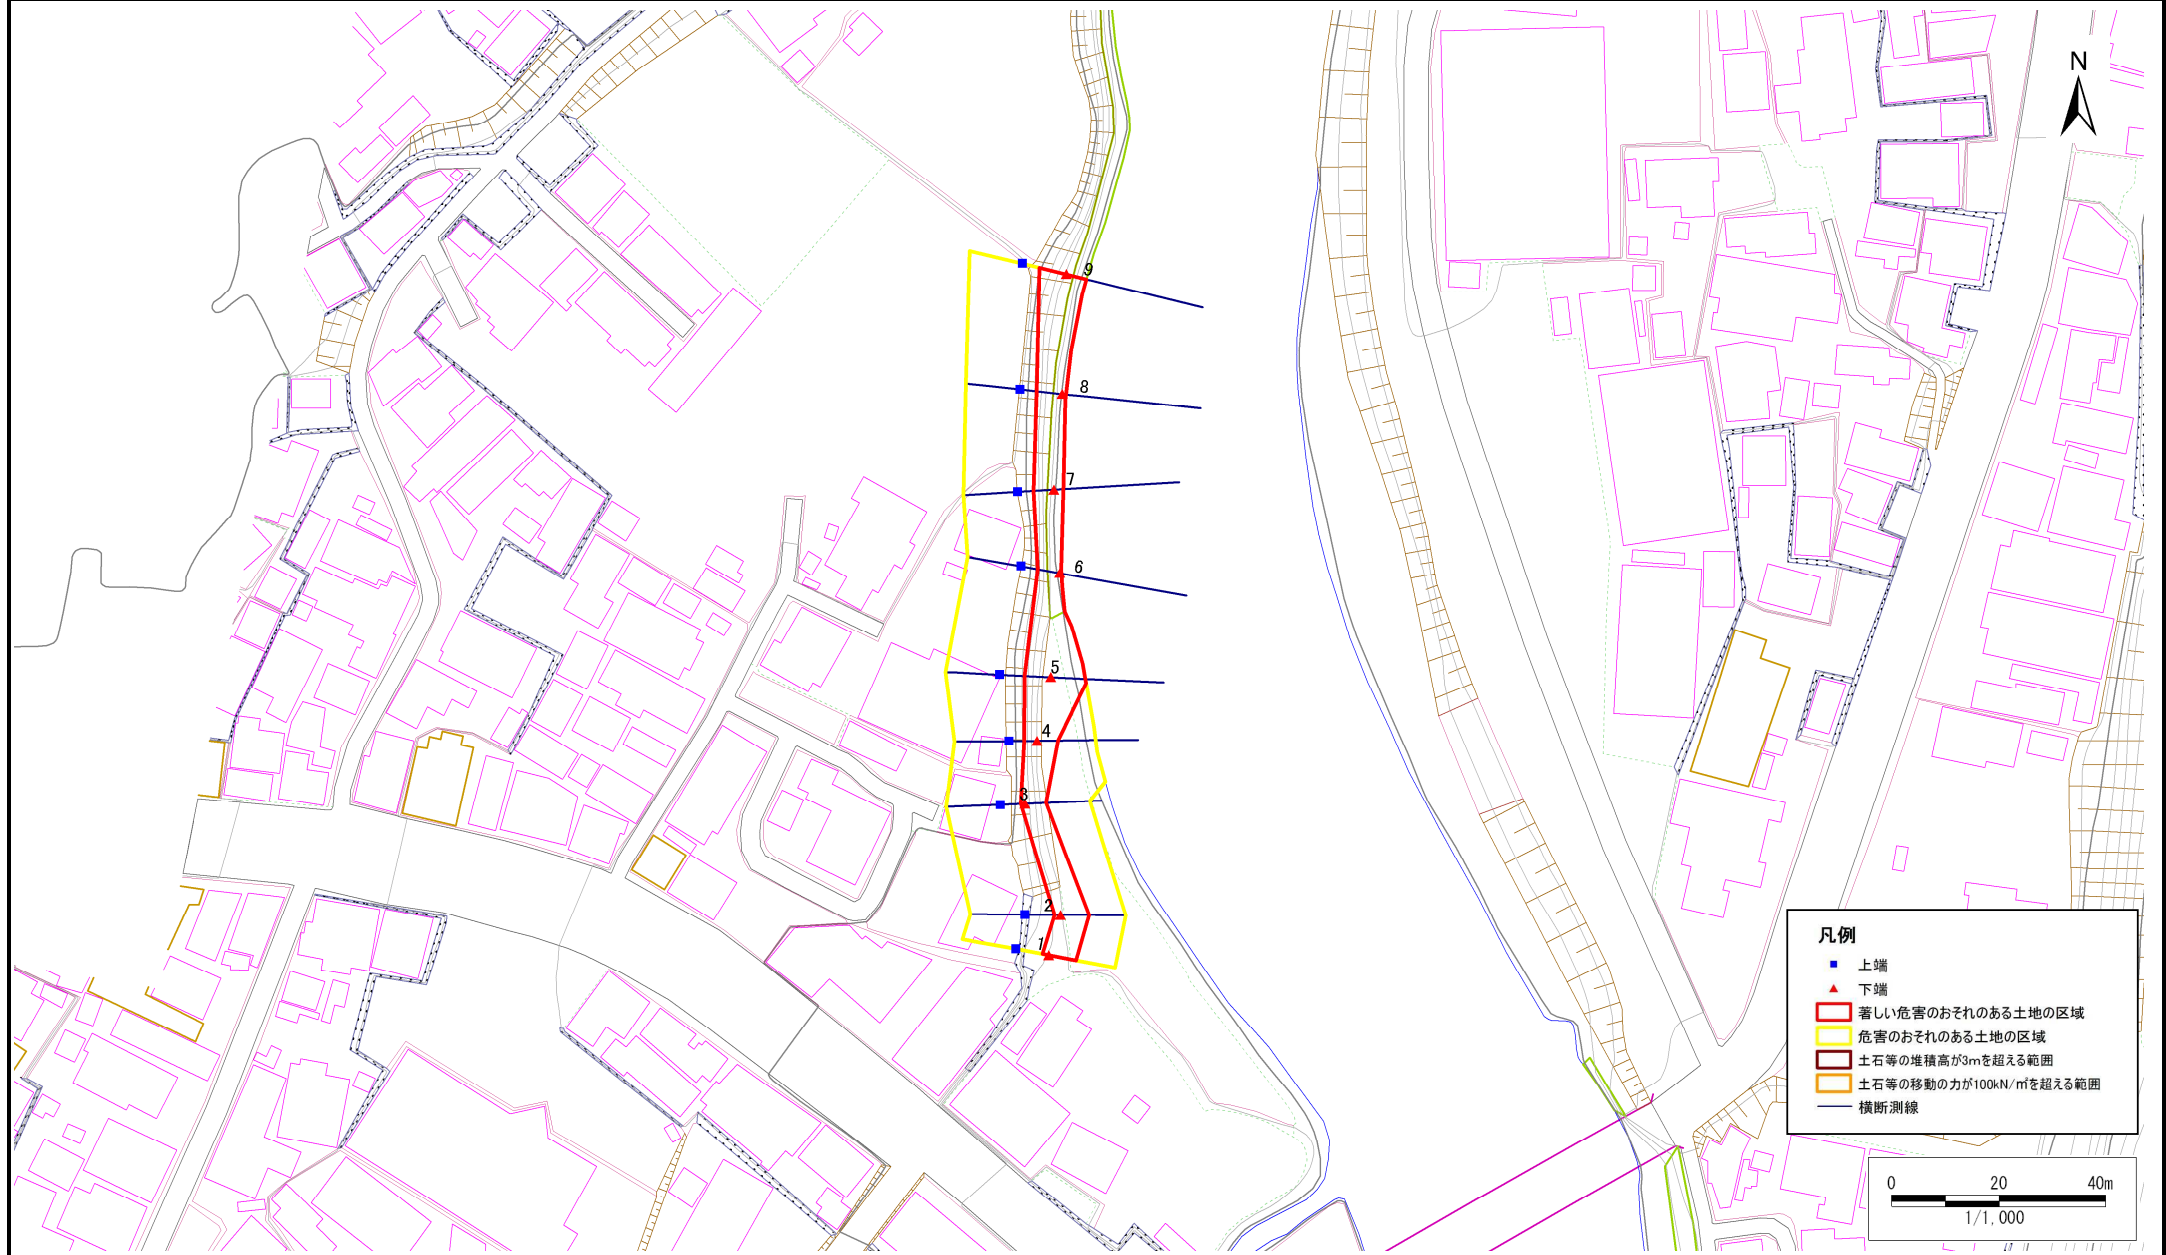 N
9
8
7
6
5
4
3
2
1
凡例
上端
下端
著しい危害のおそれのある土地の区域
危害のおそれのある土地の区域
土石等の堆積高が3mを超える範囲
土石等の移動の力が100kN/㎡を超える範囲
横断測線
0 20 40m
1/1,000